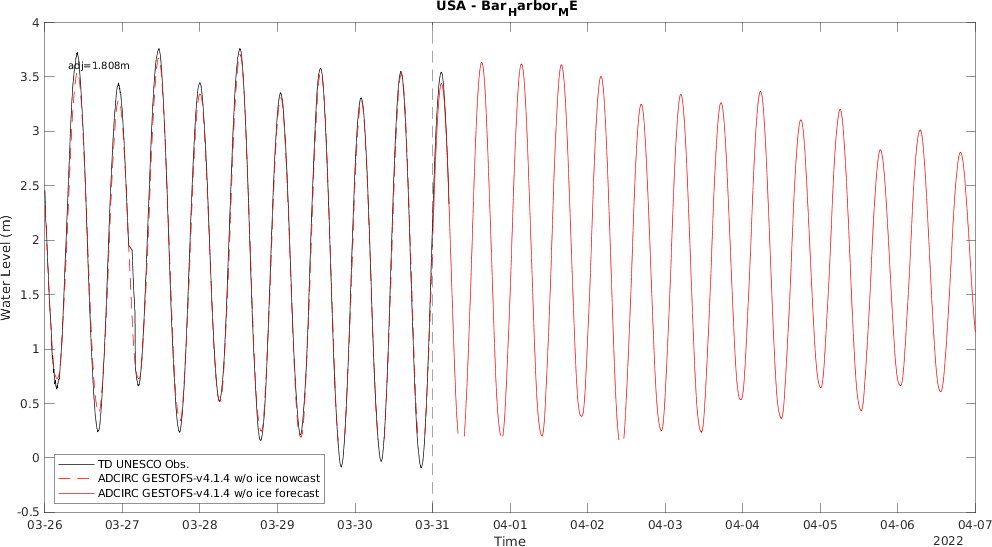 USA - Bar_Harbor_ME
4
3.5
3
2.5
2
1.5
1
0.5
0
-0.5
Water Level (m)
adj=1.808m
TD UNESCO Obs.
ADCIRC GESTOFS-v4.1.4 w/o ice nowcast
ADCIRC GESTOFS-v4.1.4 w/o ice forecast
03-26 03-27 03-28 03-29 03-30 03-31 04-01 04-02 04-03 04-04 04-05 04-06 04-07
Time
2022